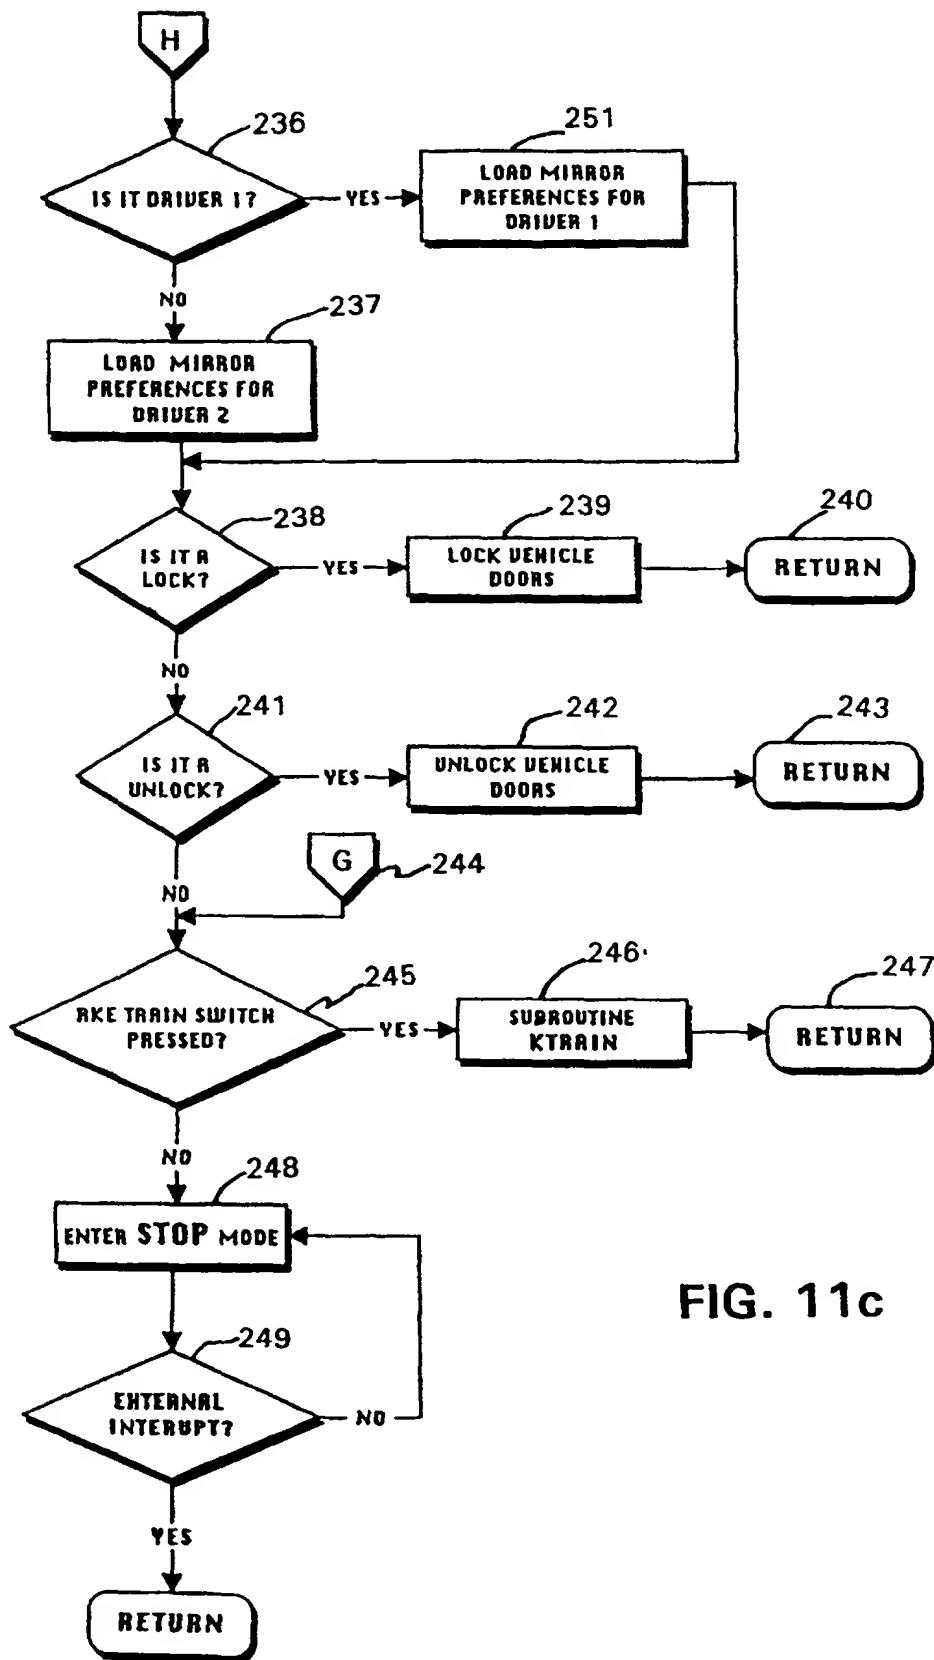 H
236
IS IT DRIVER 1?
YES
251
LOAD MIRROR
PREFERENCES FOR
DRIVER 1
NO
237
LOAD MIRROR
PREFERENCES FOR
DRIVER 2
238
IS IT A
LOCK?
YES
239
LOCK VEHICLE
DOORS
240
RETURN
NO
241
IS IT A
UNLOCK?
YES
242
UNLOCK VEHICLE
DOORS
243
RETURN
NO
G
244
245
RKE TRAIN SWITCH
PRESSED?
YES
246
SUBROUTINE
KTRAIN
247
RETURN
NO
248
ENTER STOP MODE
249
EXTERNAL
INTERUPT?
NO
YES
RETURN
FIG. 11c